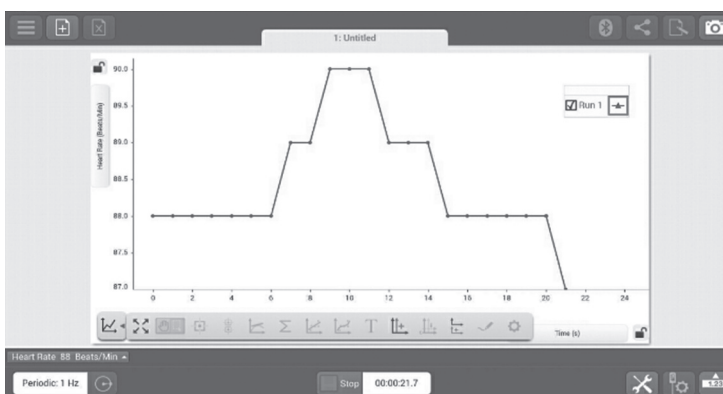 1: Untitled
Heart Rate (Beats/Min)
90.0
89.5
89.0
88.5
88.0
87.5
87.0
0 2 4 6 8 10 12 14 16 18 20 22 24
Run 1
Σ
T
Time (s)
Heart Rate 88 Beats/Min
Periodic: 1 Hz
Stop
00:00:21.7
1.23